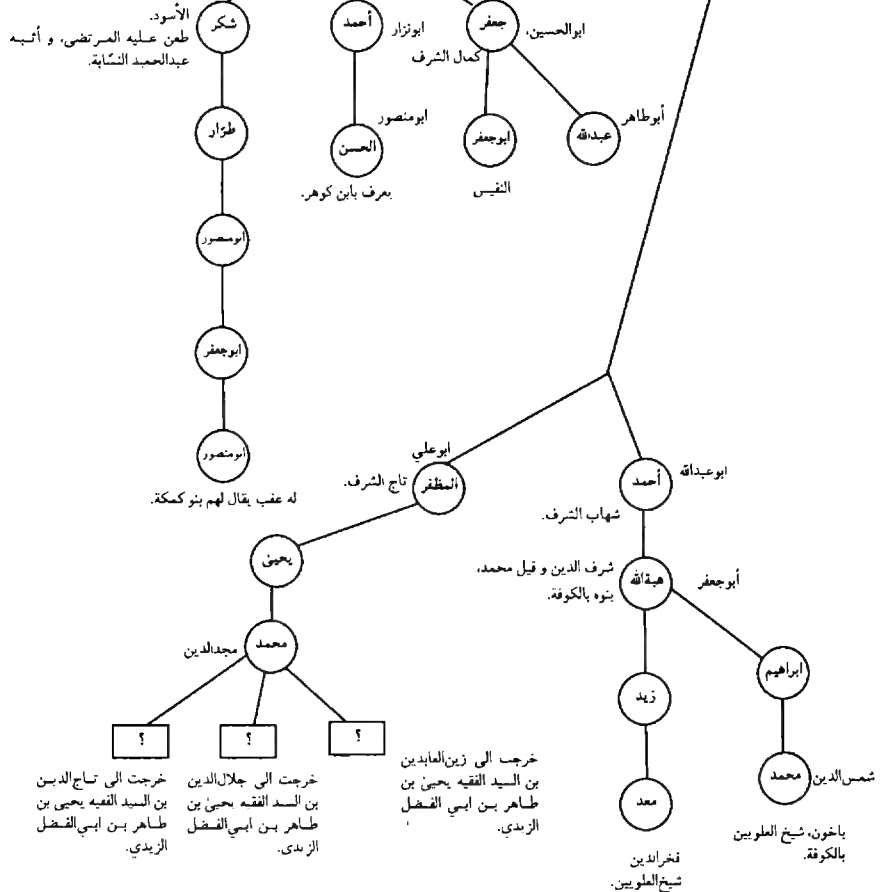 الأسود.
شكر
طعن عليه المرتضى، و أثبته
عبدالحميد النسّابة.
أحمد
ابونزار
جعفر
ابوالحسين،
كمال الشرف
طرّار
ابومنصور
الحسن
يعرف بابن كوهر.
ابوجعفر
النفيس
أبوطاهر
عبدالله
ابومنصور
ابوجعفر
ابومنصور
له عقب يقال لهم بنو كمكة.
ابوعلي
المظفر
تاج الشرف.
ابوعبدالله
أحمد
شهاب الشرف.
يحيىٰ
شرف الدين و قيل محمد،
بنوه بالكوفة.
هبةالله
أبوجعفر
محمد
مجدالدين
زيد
ابراهيم
؟
؟
؟
خرجت الى زين‌العابدين
بن السيد الفقيه يحيىٰ بن
طاهر بن ابي الفضل
الزيدي.
خرجت الى جلال‌الدين
بن السيد الفقيه يحيىٰ بن
طاهر بن ابي‌الفضل
الزيدي.
خرجت الى تاج‌الدين
بن السيد الفقيه يحيى بن
طاهر بن ابي‌الفضل
الزيدي.
معد
فخرالدين
شيخ‌العلويين.
شمس‌الدين
محمد
باخون، شيخ العلويين
بالكوفة.